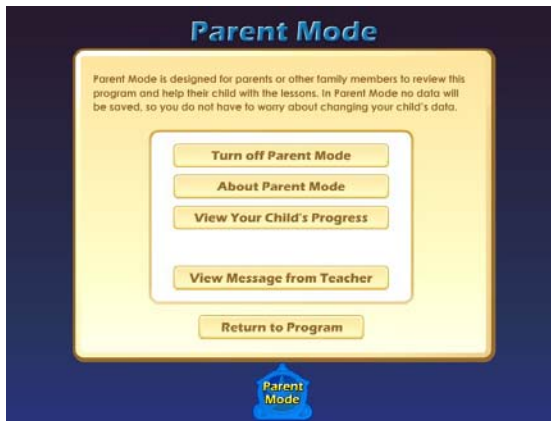 Parent Mode
Parent Mode is designed for parents or other family members to review this
program and help their child with the lessons. In Parent Mode no data will
be saved, so you do not have to worry about changing your child's data.
Turn off Parent Mode
About Parent Mode
View Your Child's Progress
View Message from Teacher
Return to Program
Parent
Mode